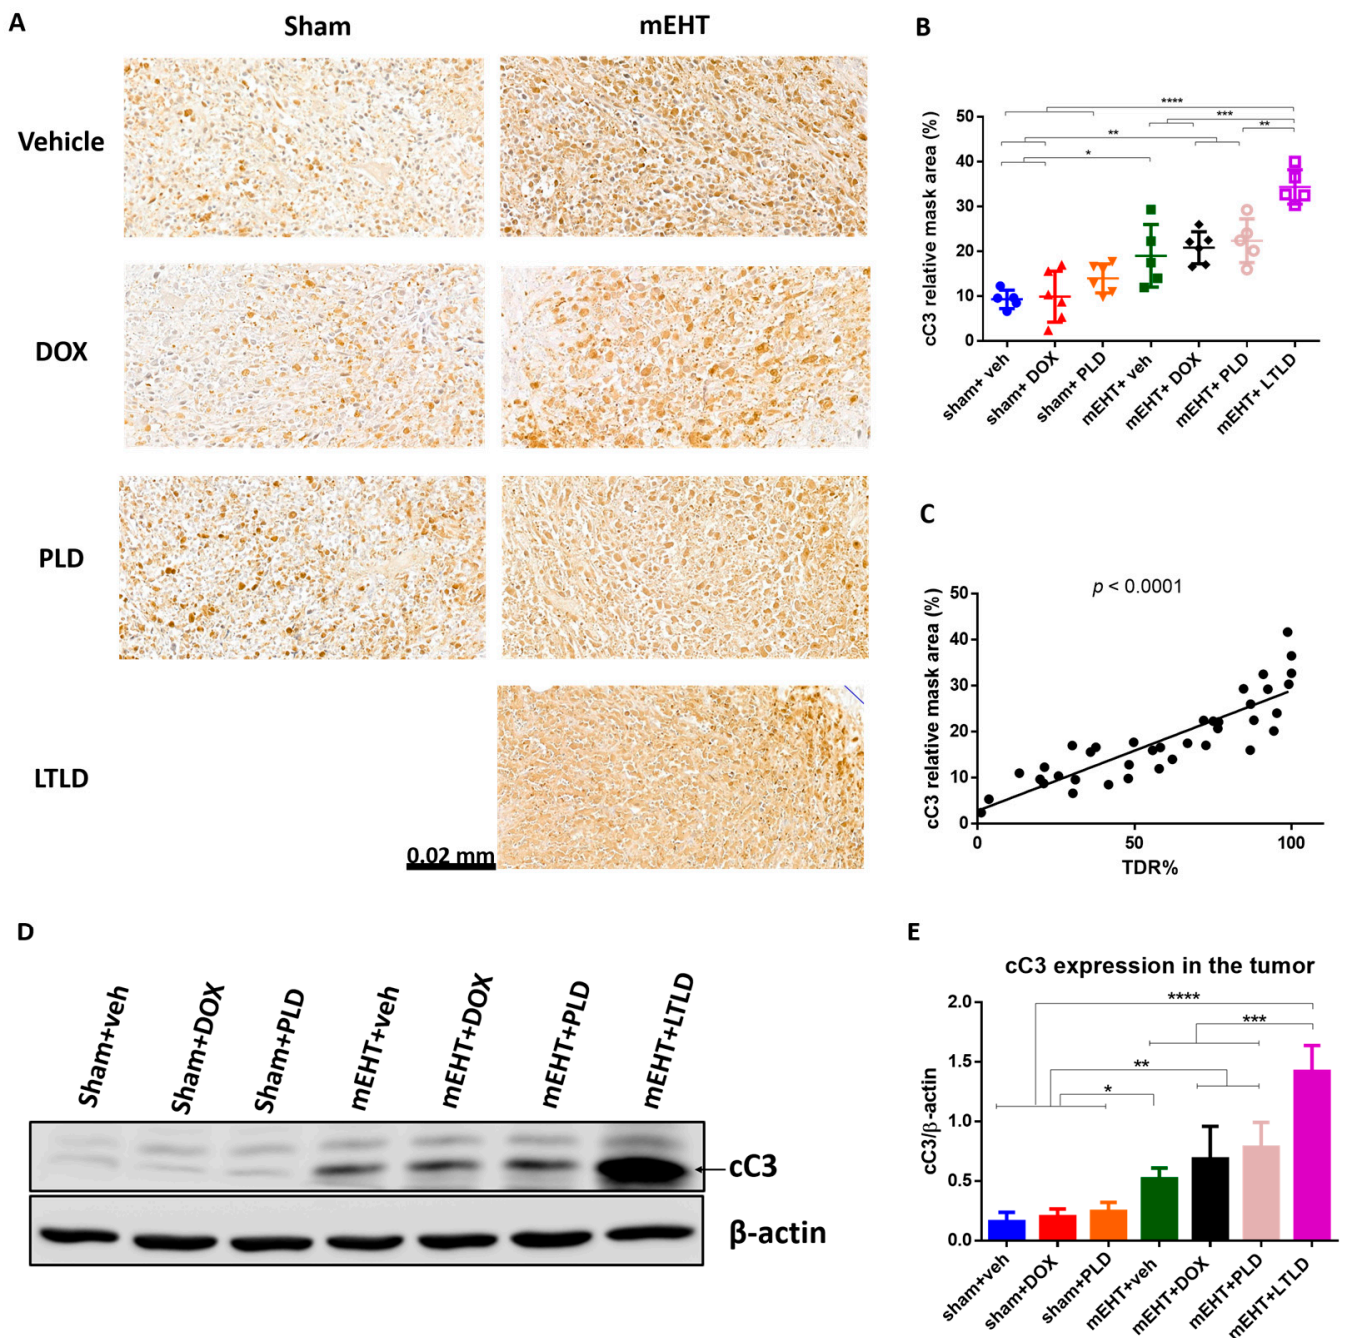 A
Sham
mEHT
Vehicle
DOX
PLD
LTLD
0.02 mm
B
cC3 relative mask area (%)
50
40
30
20
10
0
****
***
**
**
*
sham+ veh
sham+ DOX
sham+ PLD
mEHT+ veh
mEHT+ DOX
mEHT+ PLD
mEHT+ LTLD
C
p < 0.0001
cC3 relative mask area (%)
50
40
30
20
10
0
0
50
100
TDR%
D
Sham+veh
Sham+DOX
Sham+PLD
mEHT+veh
mEHT+DOX
mEHT+PLD
mEHT+LTLD
cC3
β-actin
E
cC3 expression in the tumor
cC3/β-actin
2.0
1.5
1.0
0.5
0.0
****
***
**
*
sham+veh
sham+DOX
sham+PLD
mEHT+veh
mEHT+DOX
mEHT+PLD
mEHT+LTLD